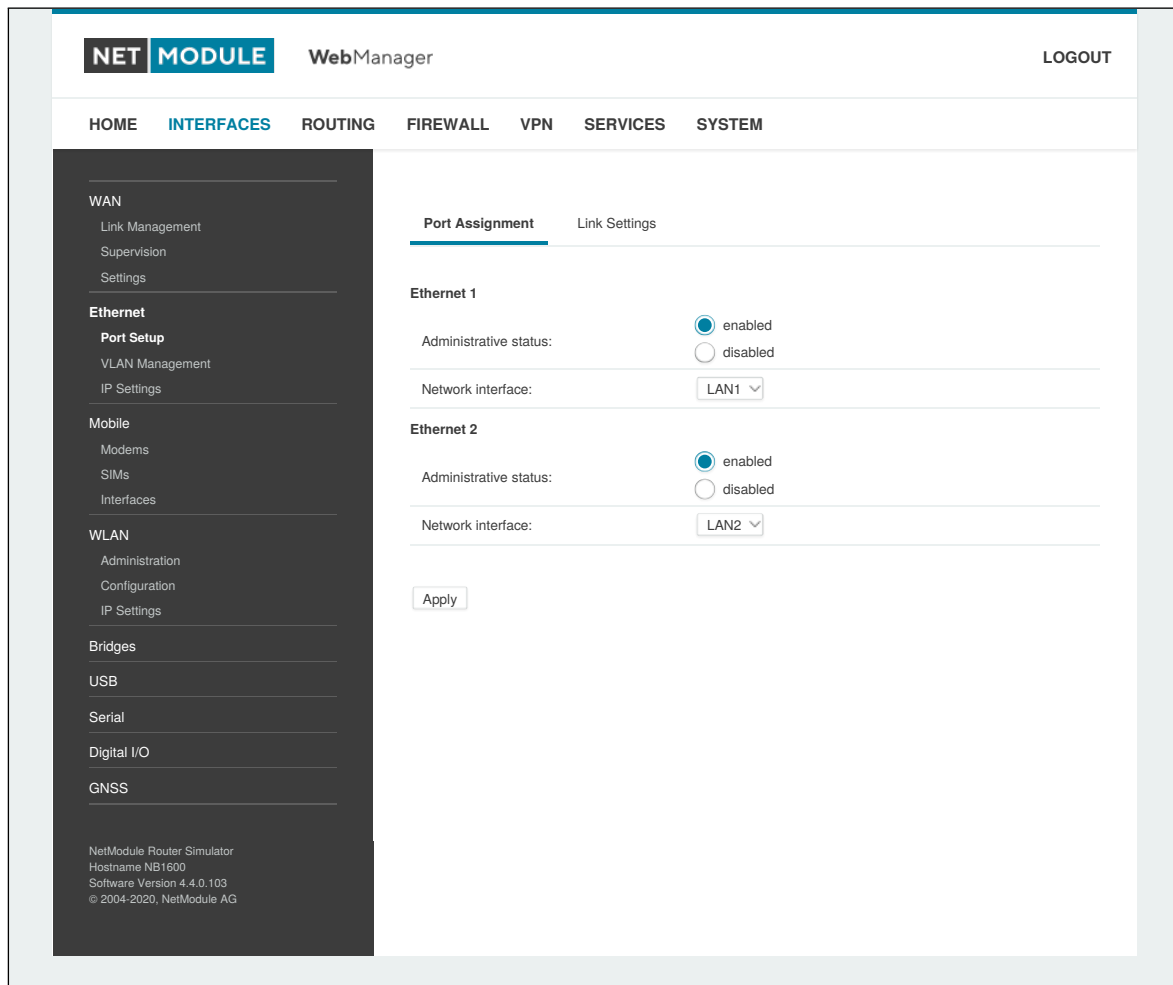 NET MODULE WebManager LOGOUT
HOME INTERFACES ROUTING FIREWALL VPN SERVICES SYSTEM
WAN
Link Management
Supervision
Settings
Ethernet
Port Setup
VLAN Management
IP Settings
Mobile
Modems
SIMs
Interfaces
WLAN
Administration
Configuration
IP Settings
Bridges
USB
Serial
Digital I/O
GNSS
NetModule Router Simulator
Hostname NB1600
Software Version 4.4.0.103
© 2004-2020, NetModule AG
Port Assignment Link Settings
Ethernet 1
Administrative status:
enabled
disabled
Network interface: LAN1
Ethernet 2
Administrative status:
enabled
disabled
Network interface: LAN2
Apply